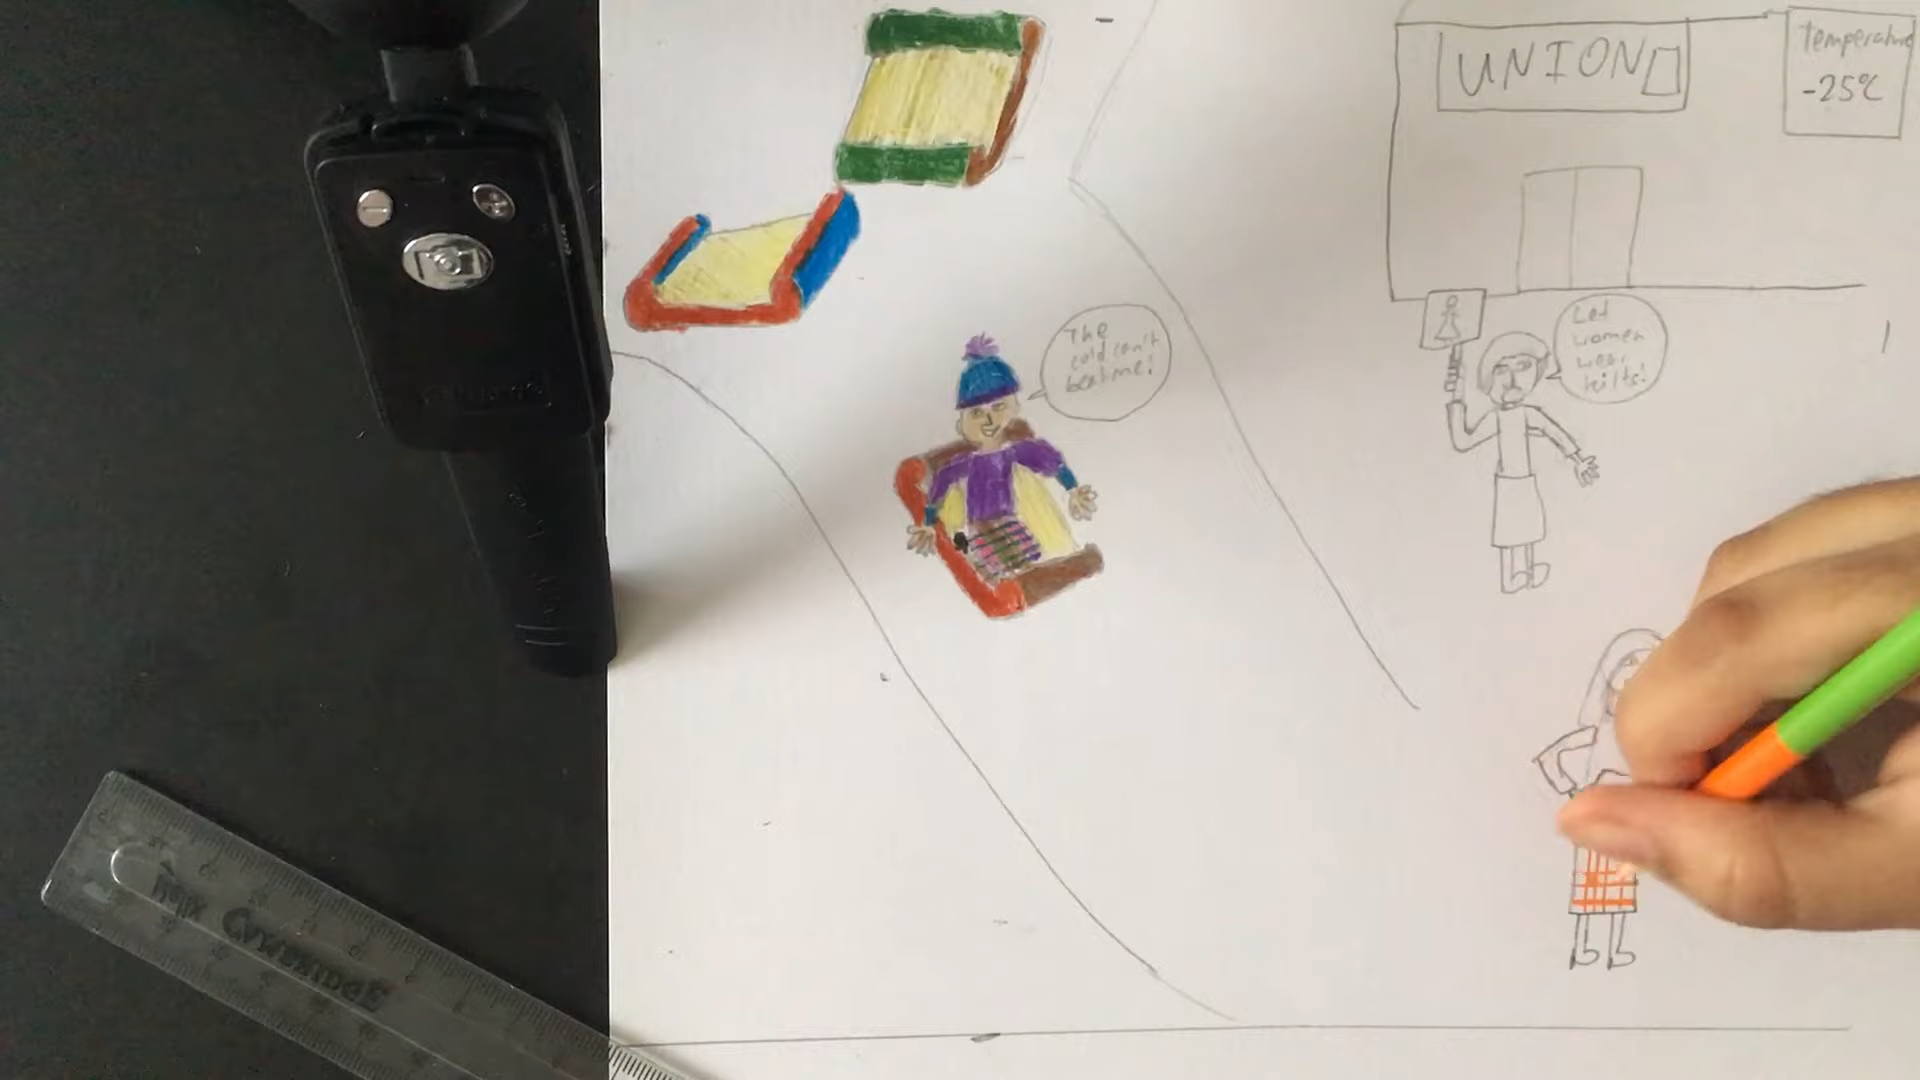 UNION
Temperature
-25°C
The
cold can't
beat me!
Let
women
wear
kilts!
CAMBRIDGE